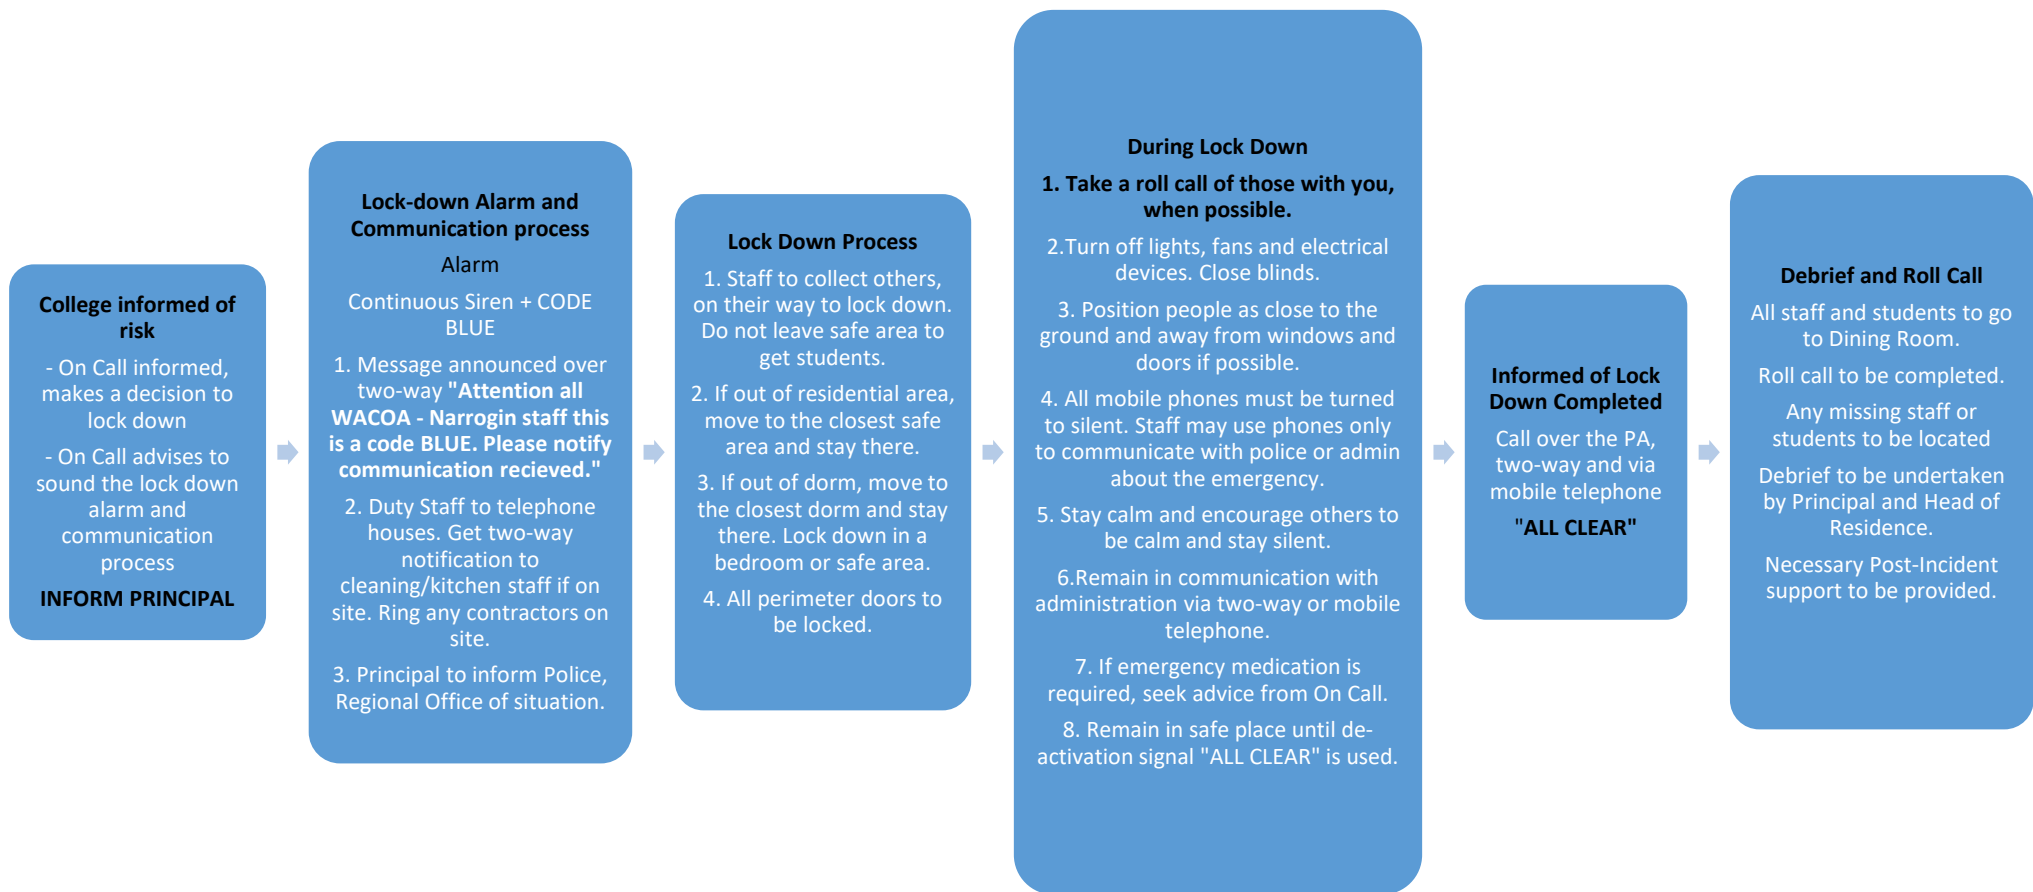 College informed of
risk
- On Call informed,
makes a decision to
lock down
- On Call advises to
sound the lock down
alarm and
communication
process
INFORM PRINCIPAL
Lock-down Alarm and
Communication process
Alarm
Continuous Siren + CODE
BLUE
1. Message announced over
two-way "Attention all
WACOA - Narrogin staff this
is a code BLUE. Please notify
communication recieved."
2. Duty Staff to telephone
houses. Get two-way
notification to
cleaning/kitchen staff if on
site. Ring any contractors on
site.
3. Principal to inform Police,
Regional Office of situation.
Lock Down Process
1. Staff to collect others,
on their way to lock down.
Do not leave safe area to
get students.
2. If out of residential area,
move to the closest safe
area and stay there.
3. If out of dorm, move to
the closest dorm and stay
there. Lock down in a
bedroom or safe area.
4. All perimeter doors to
be locked.
During Lock Down
1. Take a roll call of those with you,
when possible.
2.Turn off lights, fans and electrical
devices. Close blinds.
3. Position people as close to the
ground and away from windows and
doors if possible.
4. All mobile phones must be turned
to silent. Staff may use phones only
to communicate with police or admin
about the emergency.
5. Stay calm and encourage others to
be calm and stay silent.
6.Remain in communication with
administration via two-way or mobile
telephone.
7. If emergency medication is
required, seek advice from On Call.
8. Remain in safe place until de-
activation signal "ALL CLEAR" is used.
Informed of Lock
Down Completed
Call over the PA,
two-way and via
mobile telephone
"ALL CLEAR"
Debrief and Roll Call
All staff and students to go
to Dining Room.
Roll call to be completed.
Any missing staff or
students to be located
Debrief to be undertaken
by Principal and Head of
Residence.
Necessary Post-Incident
support to be provided.